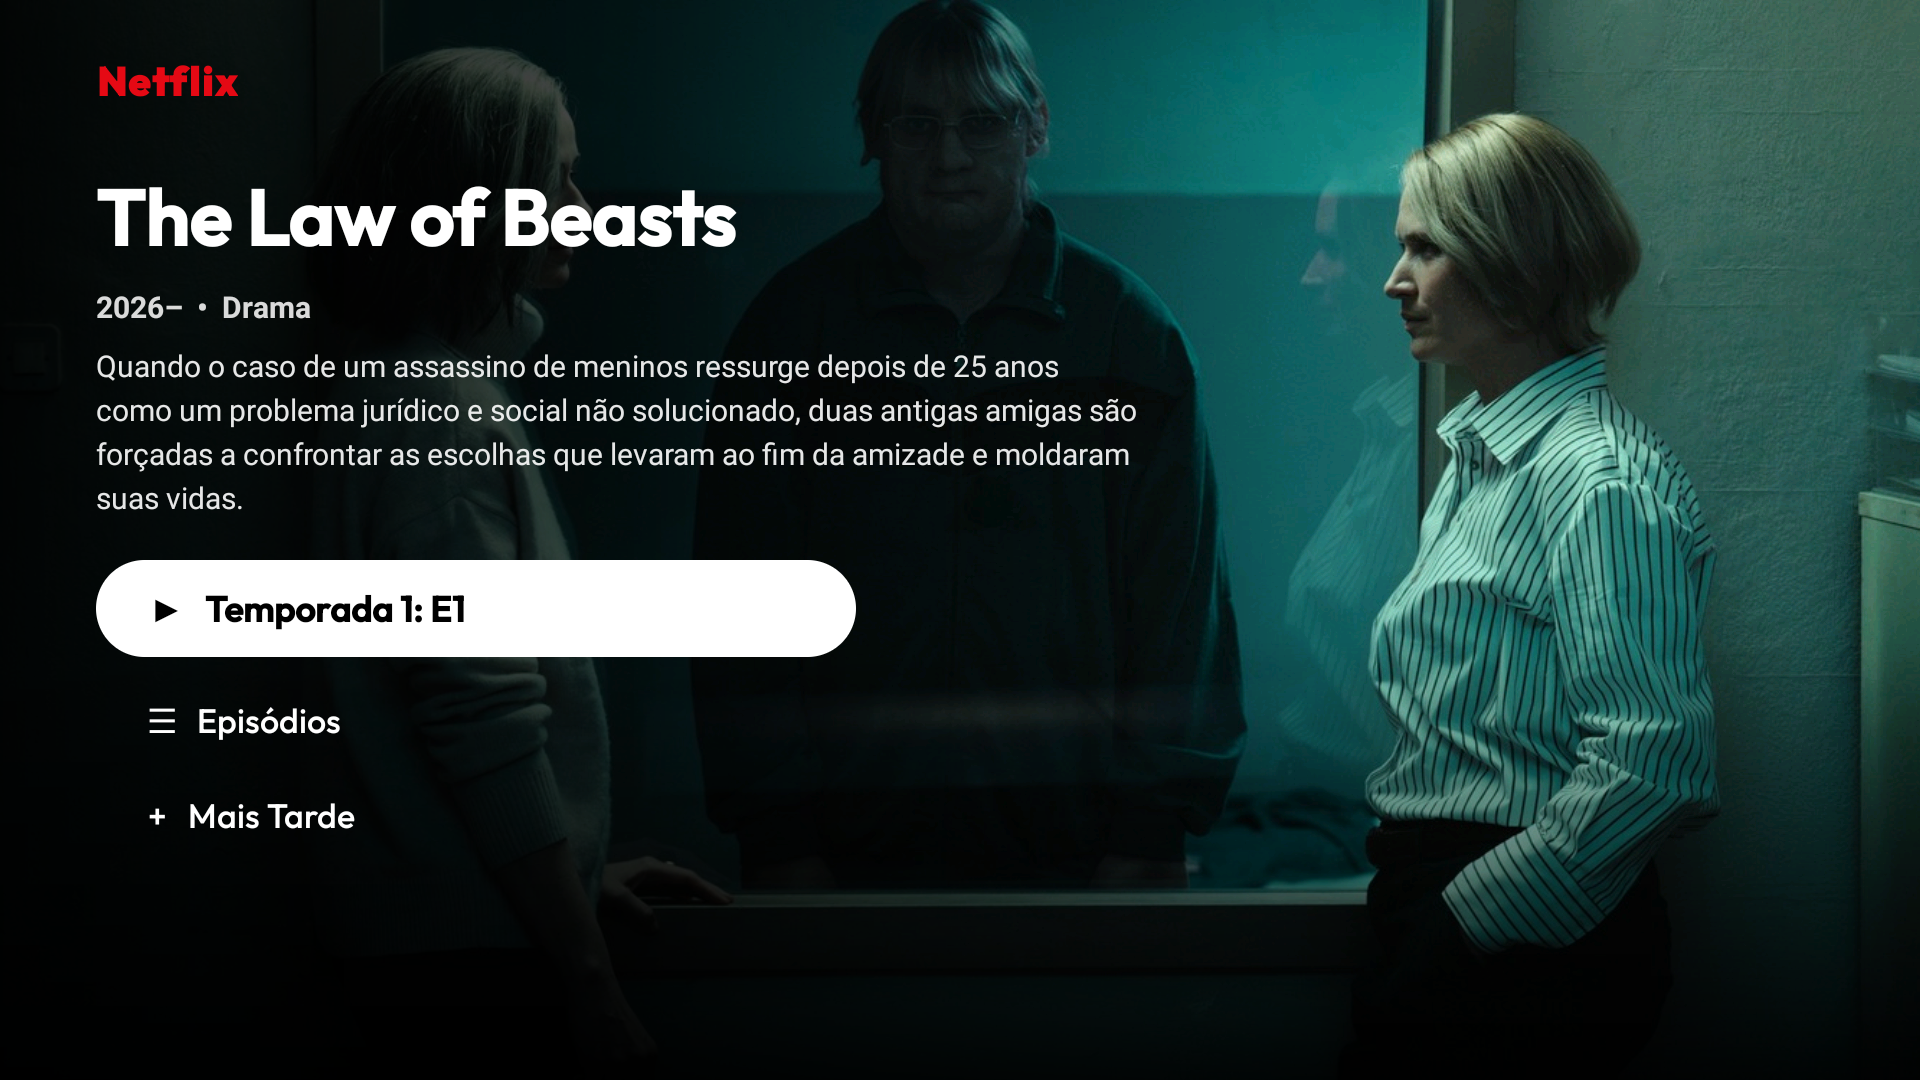 Netflix
The Law of Beasts
2026– • Drama
Quando o caso de um assassino de meninos ressurge depois de 25 anos
como um problema jurídico e social não solucionado, duas antigas amigas são
forçadas a confrontar as escolhas que levaram ao fim da amizade e moldaram
suas vidas.
▶ Temporada 1: E1
☰ Episódios
+ Mais Tarde